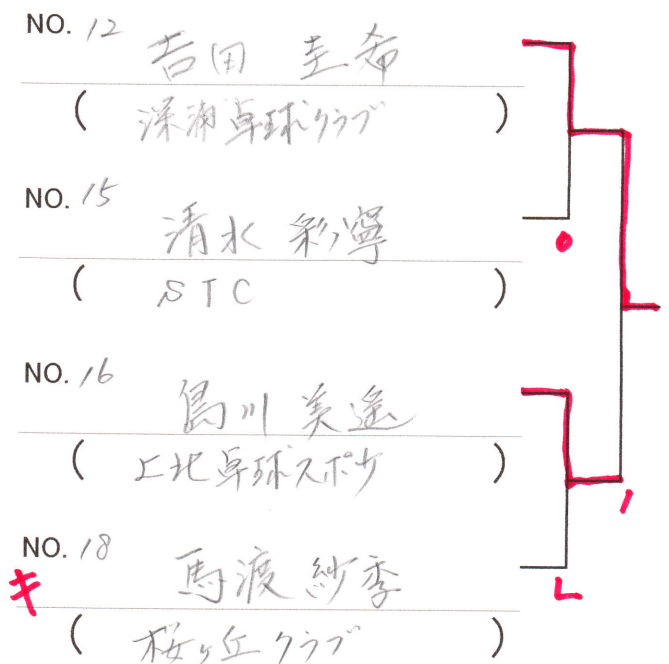 NO. 12
吉田 圭希
(深浦卓球クラブ)
NO. 15
清水 彩寧
0
(STC)
NO. 16
島川 美遥
(上北卓球スポ少)
1
NO. 18
馬渡 紗季
キ
L
(桜ヶ丘クラブ)